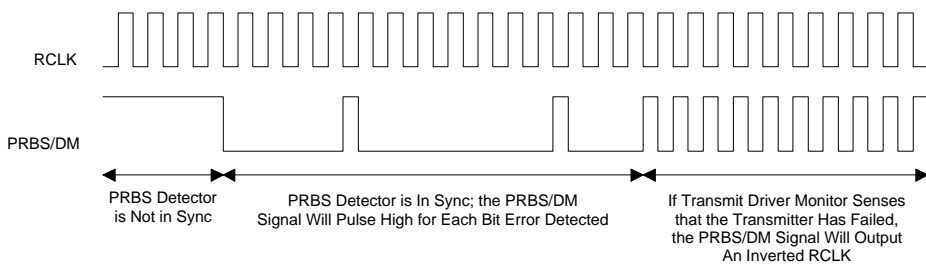 RCLK
PRBS/DM
PRBS Detector
is Not in Sync
PRBS Detector is In Sync; the PRBS/DM
Signal Will Pulse High for Each Bit Error Detected
If Transmit Driver Monitor Senses
that the Transmitter Has Failed,
the PRBS/DM Signal Will Output
An Inverted RCLK